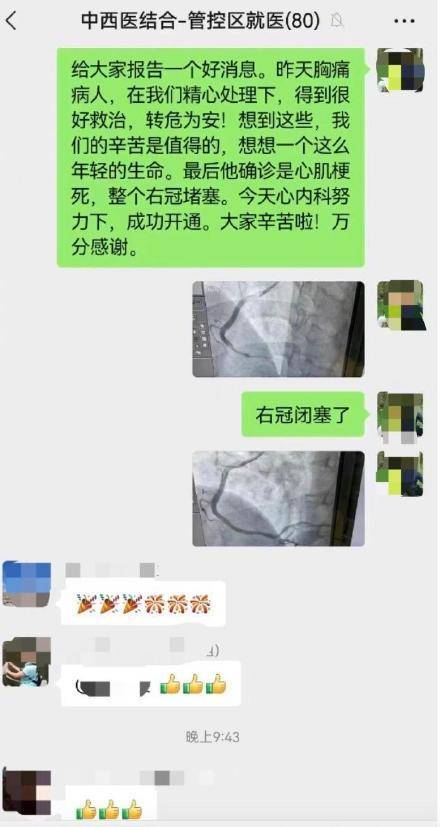 中西医结合-管控区就医(80)
给大家报告一个好消息。昨天胸痛
病人，在我们精心处理下，得到很
好救治，转危为安！想到这些，我
们的辛苦是值得的，想想一个这么
年轻的生命。最后他确诊是心肌梗
死，整个右冠堵塞。今天心内科努
力下，成功开通。大家辛苦啦！万
分感谢。
右冠闭塞了
晚上9:43